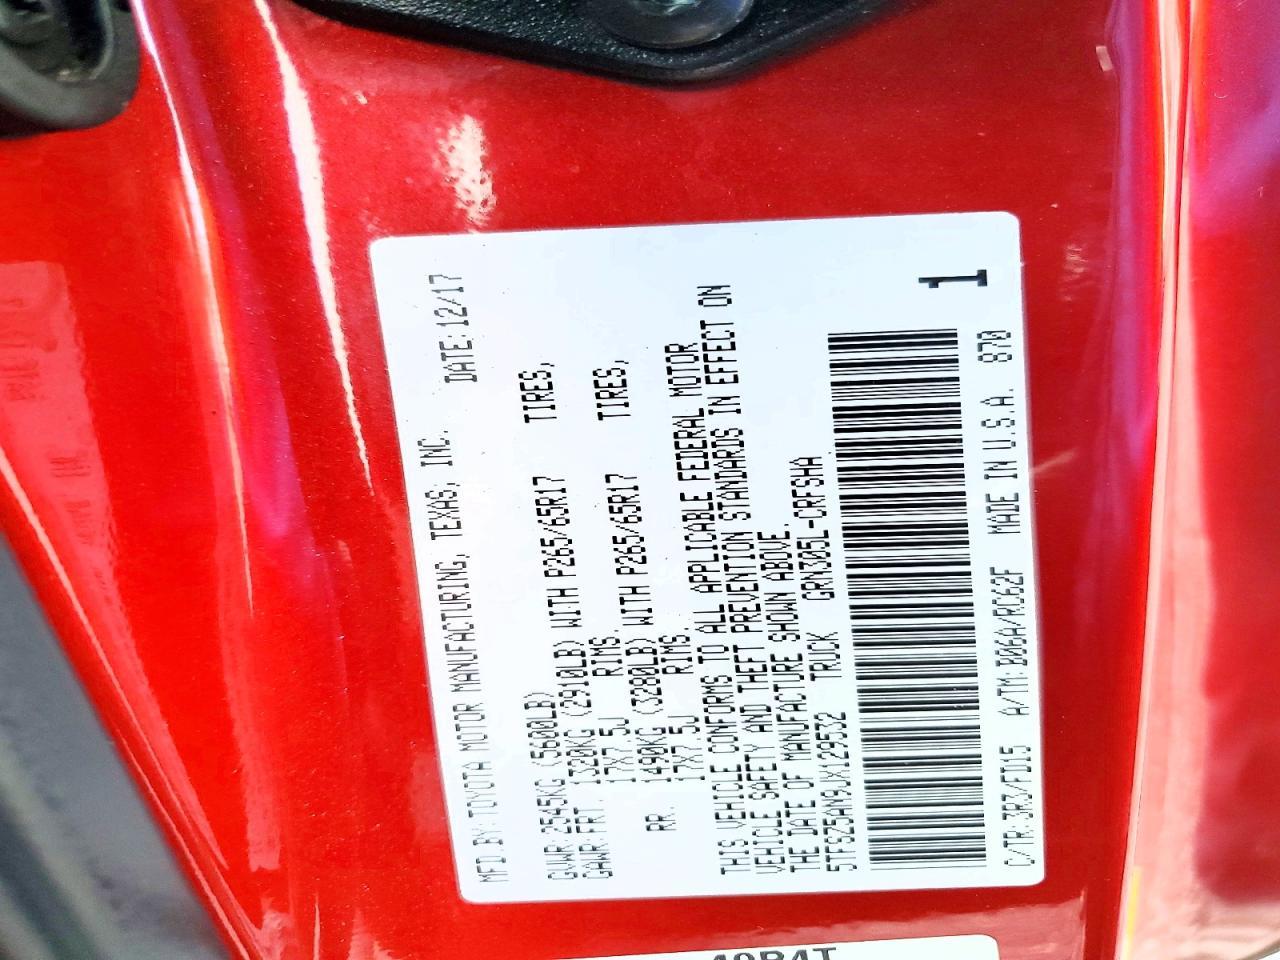 MFD.BY:TOYOTA MOTOR MANUFACTURING, TEXAS, INC. DATE:12/17
GVWR:2545KG (5600LB)
GAWR:FRT. 1320KG (2910LB) WITH P265/65R17 TIRES,
17X7.5J RIMS.
RR. 1490KG (3280LB) WITH P265/65R17 TIRES,
17X7.5J RIMS.
THIS VEHICLE CONFORMS TO ALL APPLICABLE FEDERAL MOTOR
VEHICLE SAFETY AND THEFT PREVENTION STANDARDS IN EFFECT ON
THE DATE OF MANUFACTURE SHOWN ABOVE.
5TFSZ5AN9JX129532 TRUCK GRN305L-CRFSHA
1
C/TR:3R3/FD15 A/TM:B06A/RC62F MADE IN U.S.A. 870